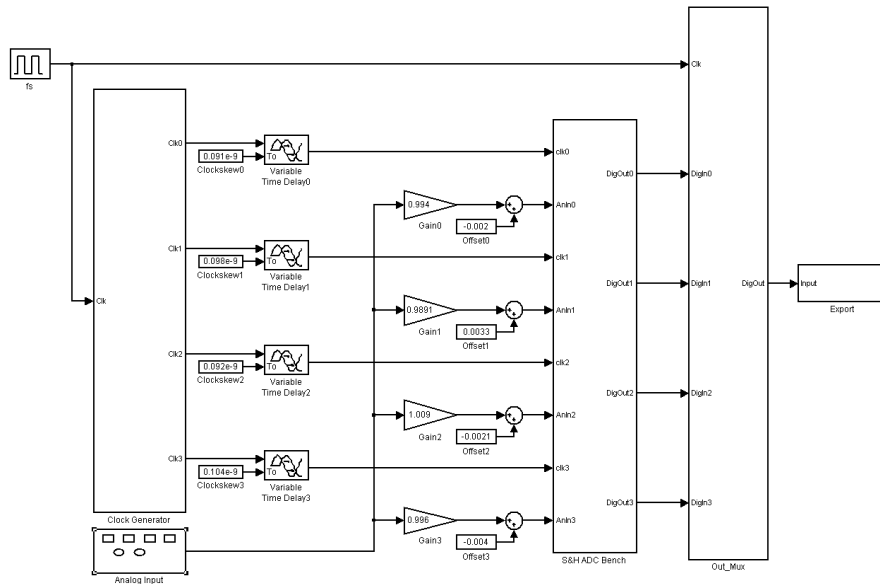 fs
Clk
Clk0
Clk1
Clk2
Clk3
Clock Generator
0.091e-9
Clockskew0
To
Variable
Time Delay0
0.098e-9
Clockskew1
To
Variable
Time Delay1
0.092e-9
Clockskew2
To
Variable
Time Delay2
0.104e-9
Clockskew3
To
Variable
Time Delay3
Analog Input
0.994
Gain0
-0.002
Offset0
0.9891
Gain1
0.0033
Offset1
1.009
Gain2
-0.0021
Offset2
0.996
Gain3
-0.004
Offset3
clk0
AnIn0
clk1
AnIn1
clk2
AnIn2
clk3
AnIn3
DigOut0
DigOut1
DigOut2
DigOut3
S&H ADC Bench
Clk
DigIn0
DigIn1
DigIn2
DigIn3
DigOut
Out_Mux
Input
Export